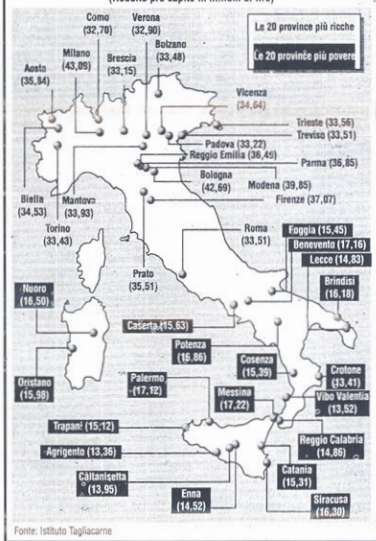 (Reddito pro capite in milioni di lire)
Le 20 province più ricche
Le 20 province più povere
Como
(32,70)
Verona
(32,90)
Milano
(43,09)
Brescia
(33,15)
Bolzano
(33,48)
Aosta
(35,84)
Vicenza
(34,64)
Trieste (33,56)
Treviso (33,51)
Padova (33,22)
Reggio Emilia (36,49)
Parma (36,85)
Bologna
(42,69)
Modena (39,85)
Firenze (37,07)
Biella
(34,53)
Mantova
(33,93)
Torino
(33,43)
Prato
(35,51)
Roma
(33,51)
Foggia (15,45)
Benevento (17,16)
Lecce (14,83)
Brindisi
(16,18)
Nuoro
(16,50)
Caserta (15,63)
Potenza
(16,86)
Oristano
(15,98)
Cosenza
(15,39)
Palermo
(17,12)
Crotone
(13,41)
Messina
(17,22)
Vibo Valentia
(13,52)
Trapani (15,12)
Reggio Calabria
(14,86)
Agrigento (13,36)
Catania
(15,31)
Caltanisetta
(13,95)
Enna
(14,52)
Siracusa
(16,30)
Fonte: Istituto Tagliacarne